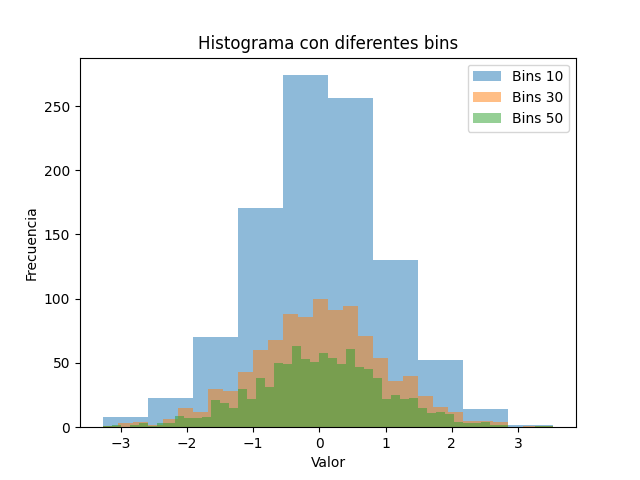 Histograma con diferentes bins
Bins 10
Bins 30
Bins 50
Frecuencia
250
200
150
100
50
0
−3 −2 −1 0 1 2 3
Valor